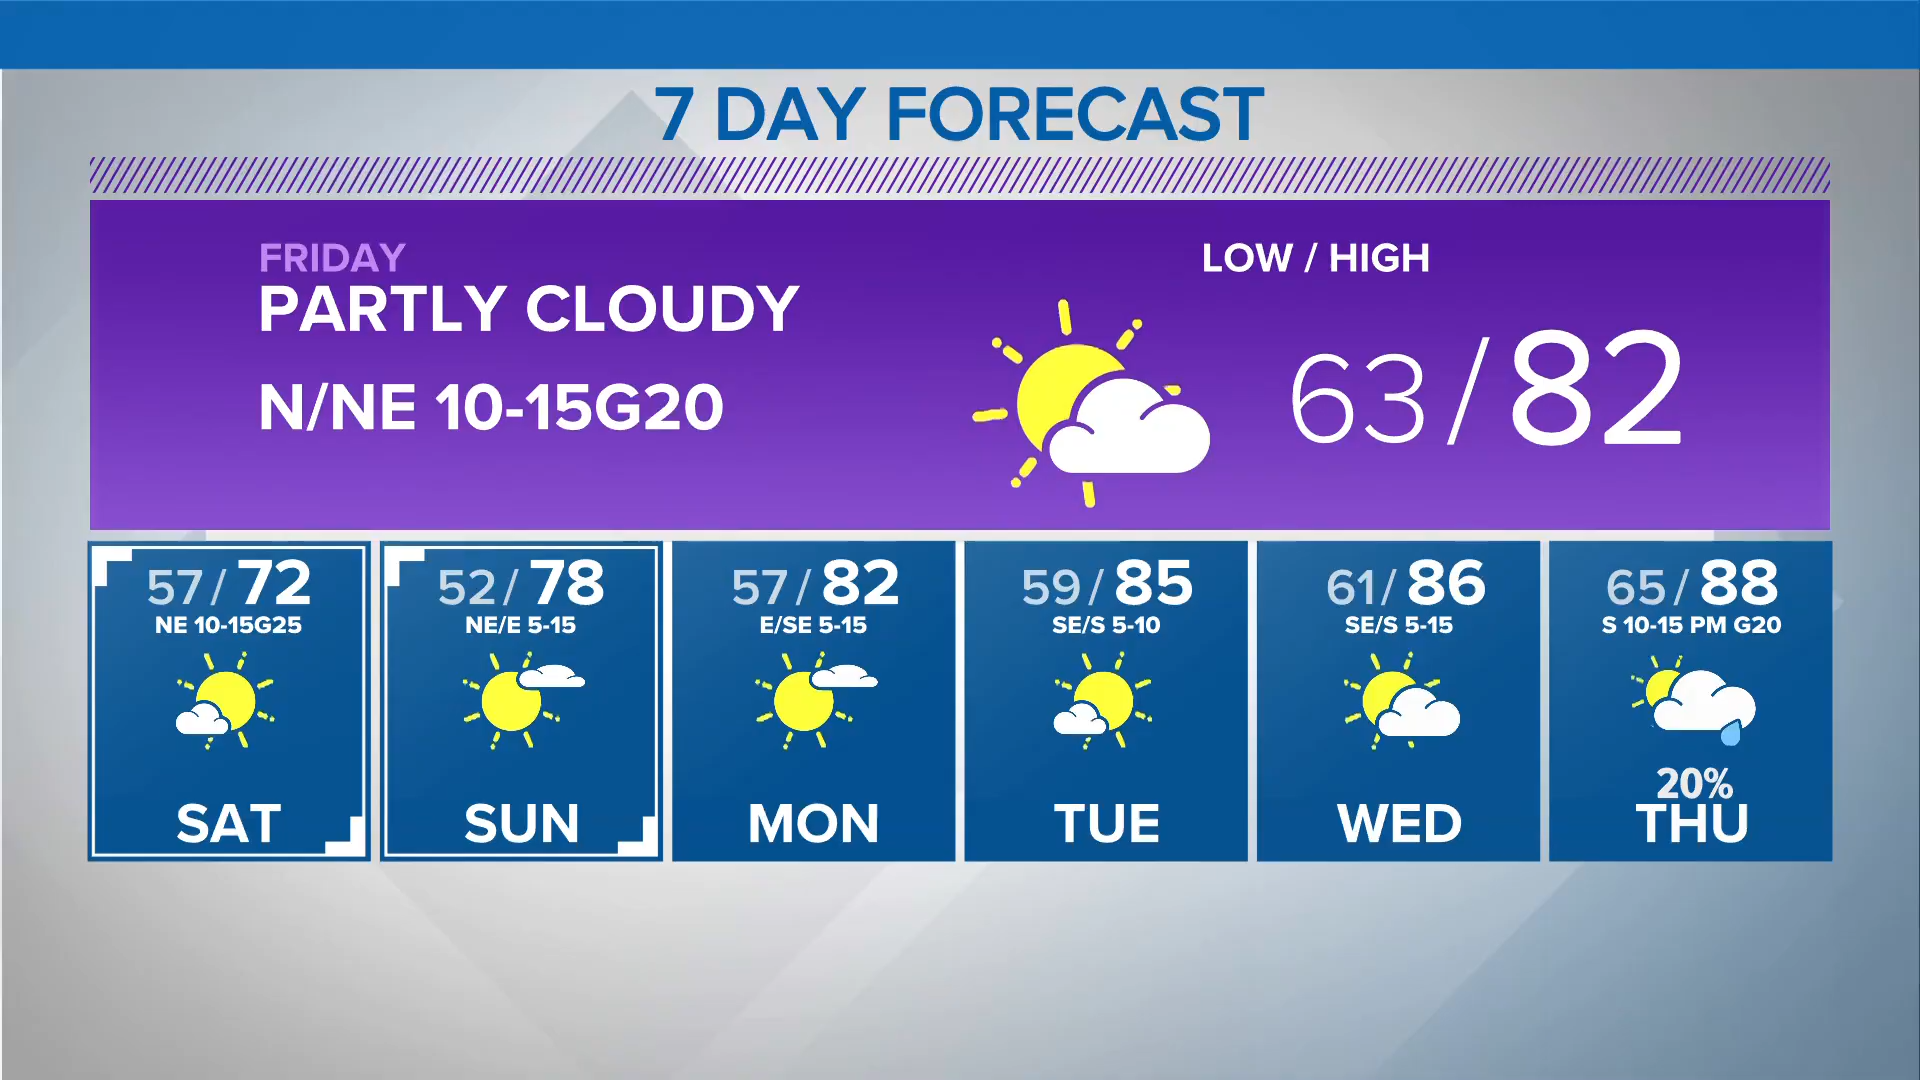 7 DAY FORECAST
FRIDAY
PARTLY CLOUDY
N/NE 10-15G20
LOW / HIGH
63/82
57/72
NE 10-15G25
SAT
52/78
NE/E 5-15
SUN
57/82
E/SE 5-15
MON
59/85
SE/S 5-10
TUE
61/86
SE/S 5-15
WED
65/88
S 10-15 PM G20
20%
THU